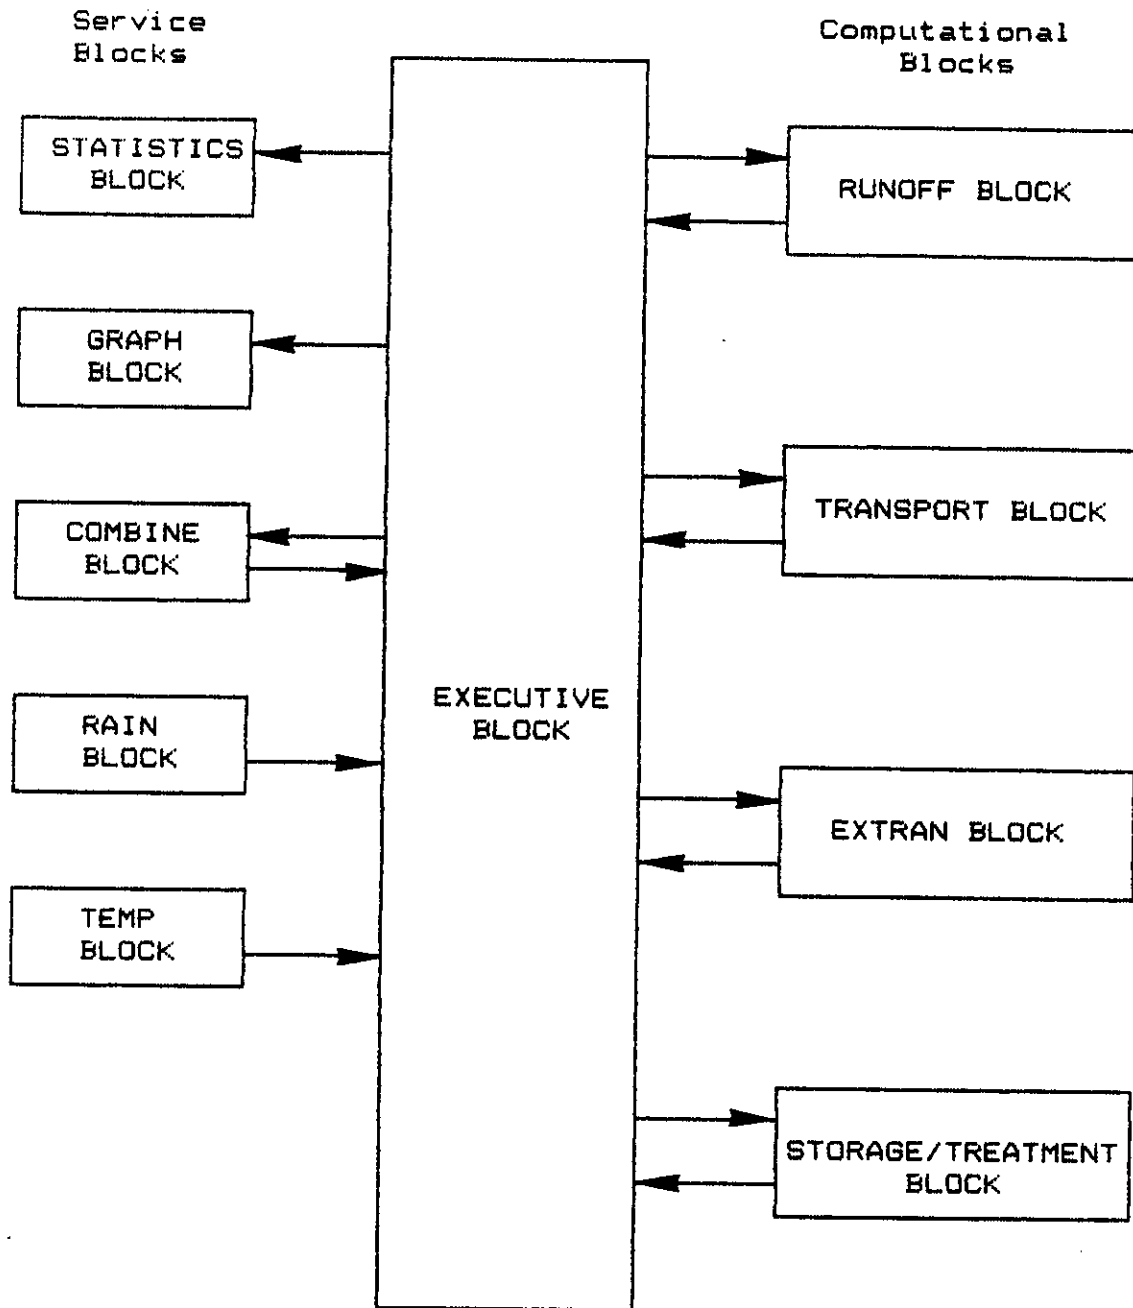 Service
Blocks
Computational
Blocks
STATISTICS
BLOCK
GRAPH
BLOCK
COMBINE
BLOCK
RAIN
BLOCK
TEMP
BLOCK
EXECUTIVE
BLOCK
RUNOFF BLOCK
TRANSPORT BLOCK
EXTRAN BLOCK
STORAGE/TREATMENT
BLOCK